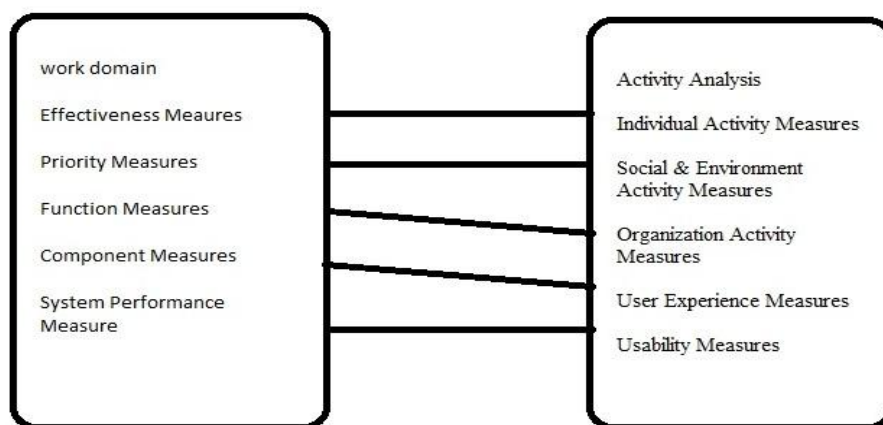 work domain
Effectiveness Meaures
Priority Measures
Function Measures
Component Measures
System Performance
Measure
Activity Analysis
Individual Activity Measures
Social & Environment
Activity Measures
Organization Activity
Measures
User Experience Measures
Usability Measures